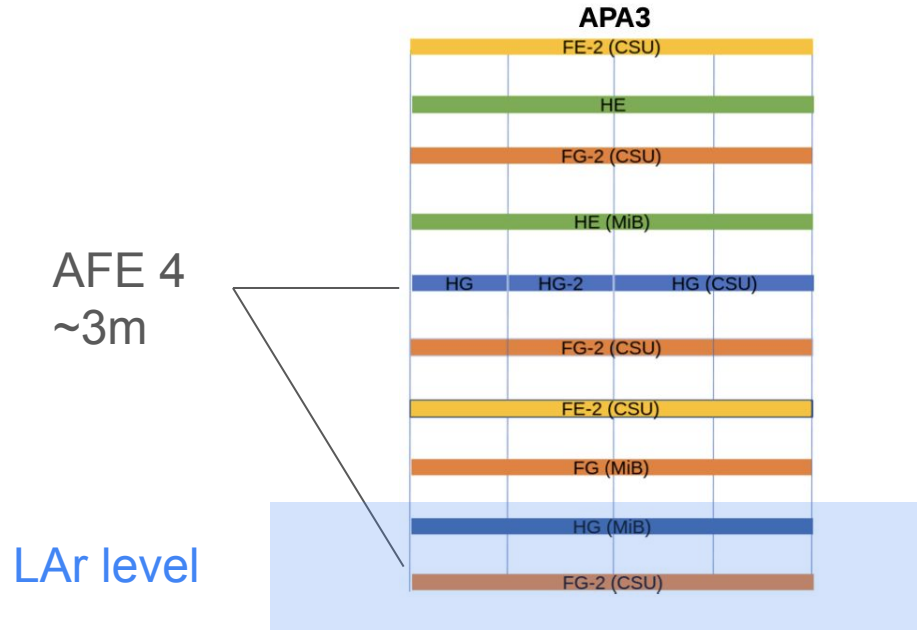 APA3
FE-2 (CSU)
HE
FG-2 (CSU)
HE (MiB)
AFE 4
~3m
HG HG-2 HG (CSU)
FG-2 (CSU)
FE-2 (CSU)
FG (MiB)
HG (MiB)
LAr level
FG-2 (CSU)